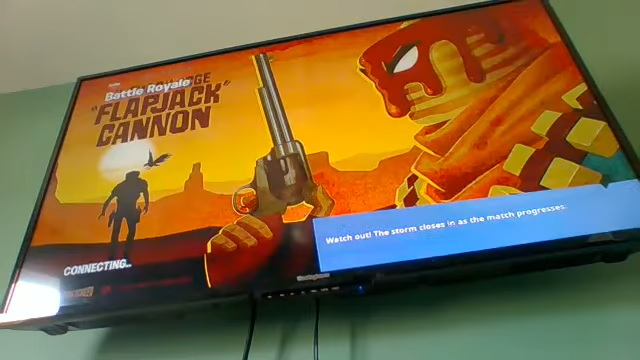 Battle Royale
"FLAPJACK"
CANNON
Watch out! The storm closes in as the match progresses.
CONNECTING..